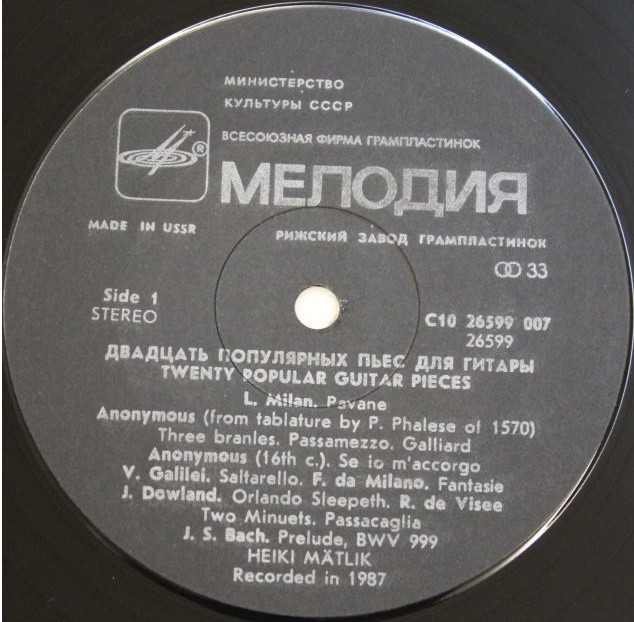 МИНИСТЕРСТВО
КУЛЬТУРЫ СССР
ВСЕСОЮЗНАЯ ФИРМА ГРАМПЛАСТИНОК
®
МЕЛОДИЯ
MADE IN USSR
РИЖСКИЙ ЗАВОД ГРАМПЛАСТИНОК
33
Side 1
STEREO
С10 26599 007
26599
ДВАДЦАТЬ ПОПУЛЯРНЫХ ПЬЕС ДЛЯ ГИТАРЫ
TWENTY POPULAR GUITAR PIECES
L. Milan. Pavane
Anonymous (from tablature by P. Phalese of 1570)
Three branles. Passamezzo. Galliard
Anonymous (16th c.). Se io m'accorgo
V. Galilei. Saltarello. F. da Milano. Fantasie
J. Dowland. Orlando Sleepeth. R. de Visee
Two Minuets. Passacaglia
J. S. Bach. Prelude, BWV 999
HEIKI MÄTLIK
Recorded in 1987